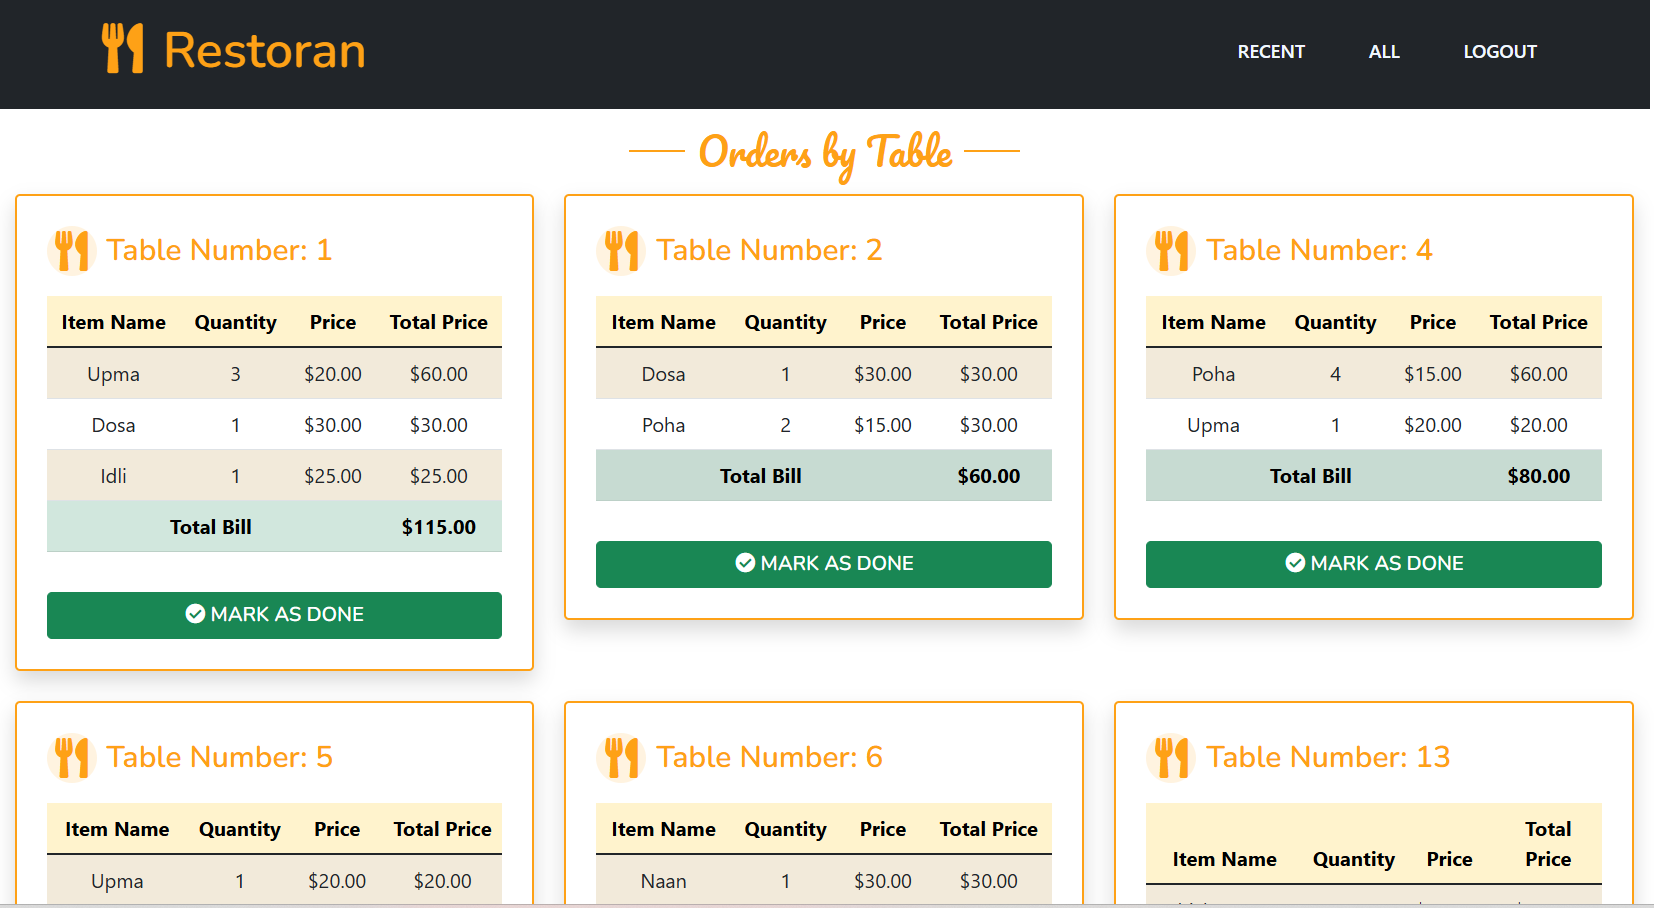 Restoran
RECENT ALL LOGOUT
Orders by Table
Table Number: 1
Item Name Quantity Price Total Price
Upma 3 $20.00 $60.00
Dosa 1 $30.00 $30.00
Idli 1 $25.00 $25.00
Total Bill $115.00
MARK AS DONE
Table Number: 2
Item Name Quantity Price Total Price
Dosa 1 $30.00 $30.00
Poha 2 $15.00 $30.00
Total Bill $60.00
MARK AS DONE
Table Number: 4
Item Name Quantity Price Total Price
Poha 4 $15.00 $60.00
Upma 1 $20.00 $20.00
Total Bill $80.00
MARK AS DONE
Table Number: 5
Item Name Quantity Price Total Price
Upma 1 $20.00 $20.00
Table Number: 6
Item Name Quantity Price Total Price
Naan 1 $30.00 $30.00
Table Number: 13
Item Name Quantity Price Total Price